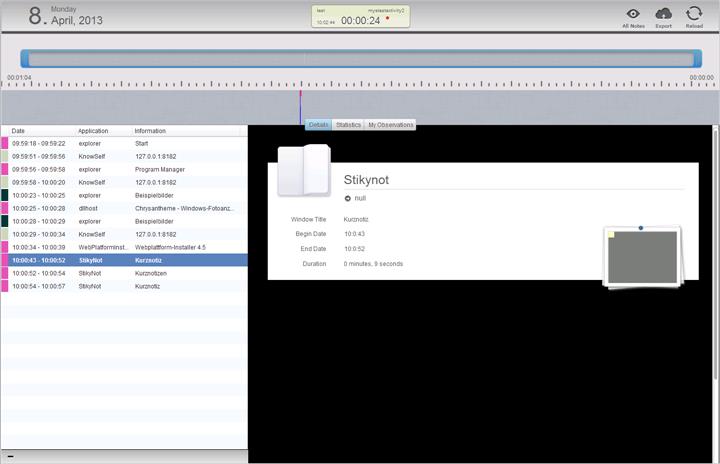 8. Monday
April, 2013
last mystastactivity2
10:02:44 00:00:24
All Notes Export Reload
00:01:04 00:00:00
Details Statistics My Observations
Date Application Information
09:59:18 - 09:59:22 explorer Start
09:59:51 - 09:59:56 KnowSelf 127.0.0.1:8182
09:59:56 - 09:59:58 explorer Program Manager
09:59:58 - 10:00:20 KnowSelf 127.0.0.1:8182
10:00:23 - 10:00:25 explorer Beispielbilder
10:00:25 - 10:00:28 dllhost Chrysantheme - Windows-Fotoanz...
10:00:28 - 10:00:29 explorer Beispielbilder
10:00:29 - 10:00:34 KnowSelf 127.0.0.1:8182
10:00:34 - 10:00:39 WebPlatforminst... Webplattform-Installer 4.5
10:00:43 - 10:00:52 StikyNot Kurznotiz
10:00:52 - 10:00:54 StikyNot Kurznotizen
10:00:54 - 10:00:57 StikyNot Kurznotiz
Stikynot
null
Window Title Kurznotiz
Begin Date 10:0:43
End Date 10:0:52
Duration 0 minutes, 9 seconds